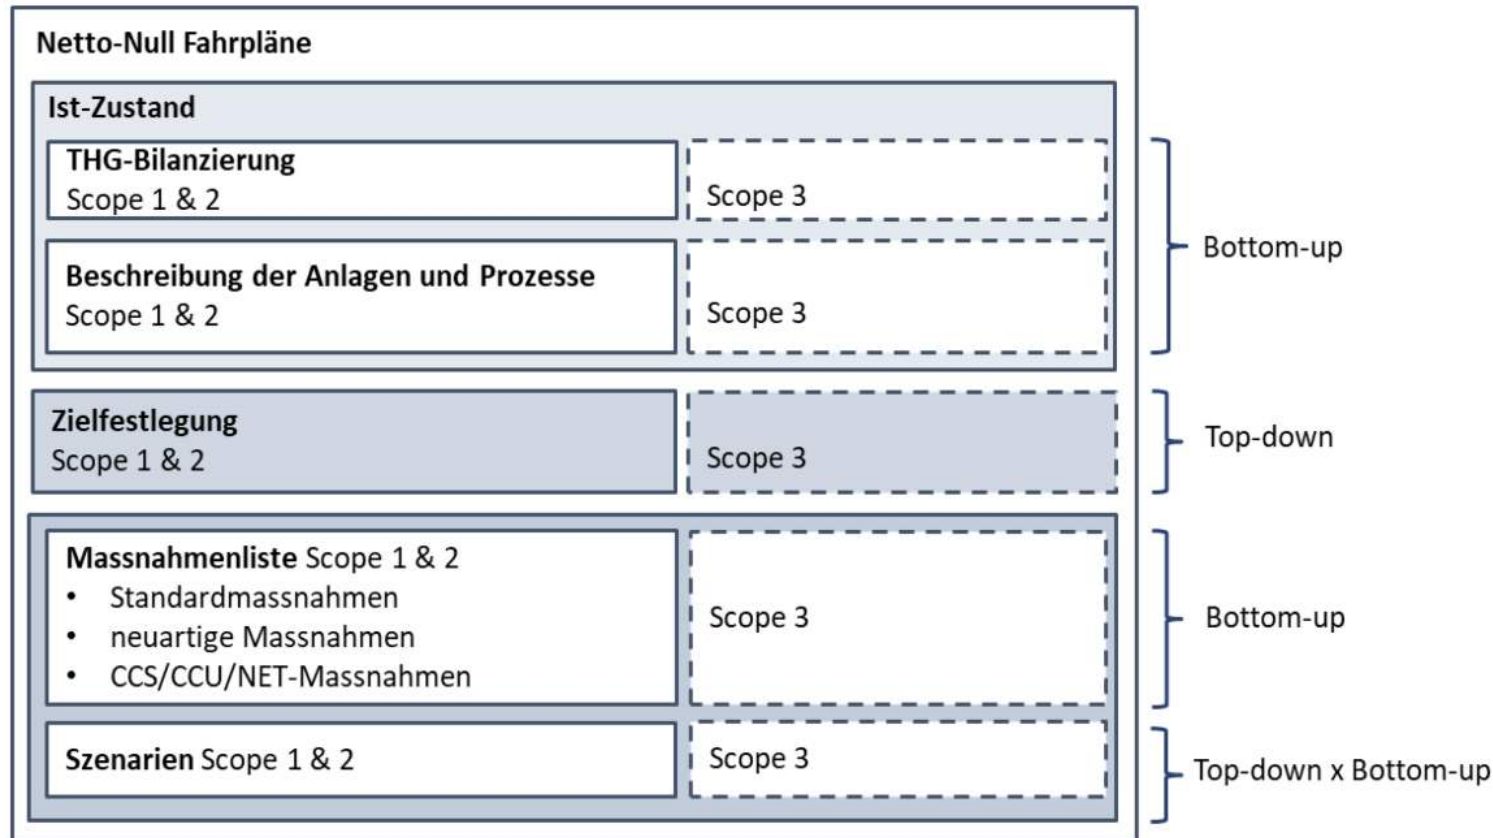 Netto-Null Fahrpläne
Ist-Zustand
THG-Bilanzierung
Scope 1 & 2
Scope 3
Beschreibung der Anlagen und Prozesse
Scope 1 & 2
Scope 3
Bottom-up
Zielfestlegung
Scope 1 & 2
Scope 3
Top-down
Massnahmenliste Scope 1 & 2
• Standardmassnahmen
• neuartige Massnahmen
• CCS/CCU/NET-Massnahmen
Scope 3
Bottom-up
Szenarien Scope 1 & 2
Scope 3
Top-down x Bottom-up